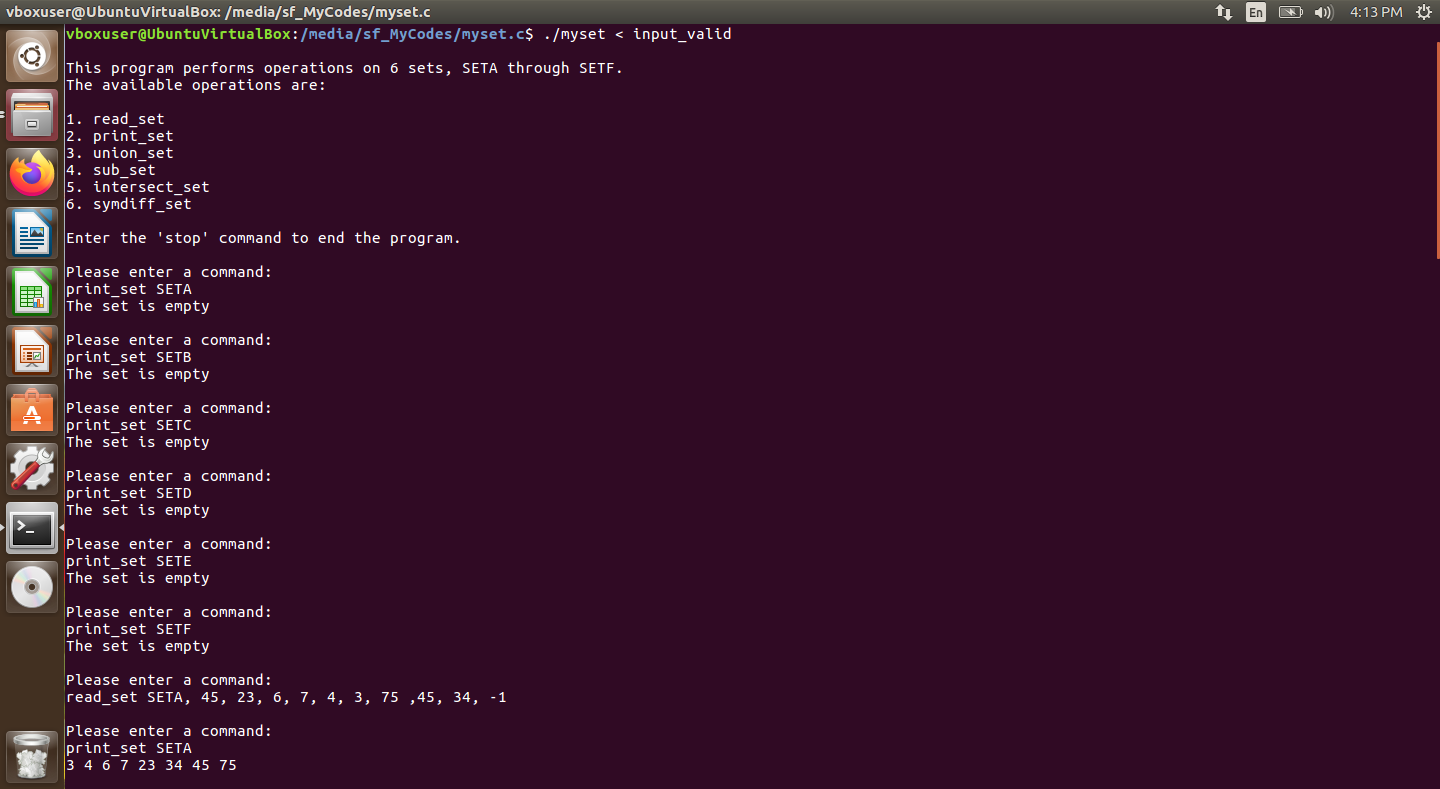 vboxuser@UbuntuVirtualBox: /media/sf_MyCodes/myset.c
En
4:13 PM
vboxuser@UbuntuVirtualBox:/media/sf_MyCodes/myset.c$ ./myset < input_valid
This program performs operations on 6 sets, SETA through SETF.
The available operations are:
1. read_set
2. print_set
3. union_set
4. sub_set
5. intersect_set
6. symdiff_set
Enter the 'stop' command to end the program.
Please enter a command:
print_set SETA
The set is empty
Please enter a command:
print_set SETB
The set is empty
Please enter a command:
print_set SETC
The set is empty
Please enter a command:
print_set SETD
The set is empty
Please enter a command:
print_set SETE
The set is empty
Please enter a command:
print_set SETF
The set is empty
Please enter a command:
read_set SETA, 45, 23, 6, 7, 4, 3, 75 ,45, 34, -1
Please enter a command:
print_set SETA
3 4 6 7 23 34 45 75